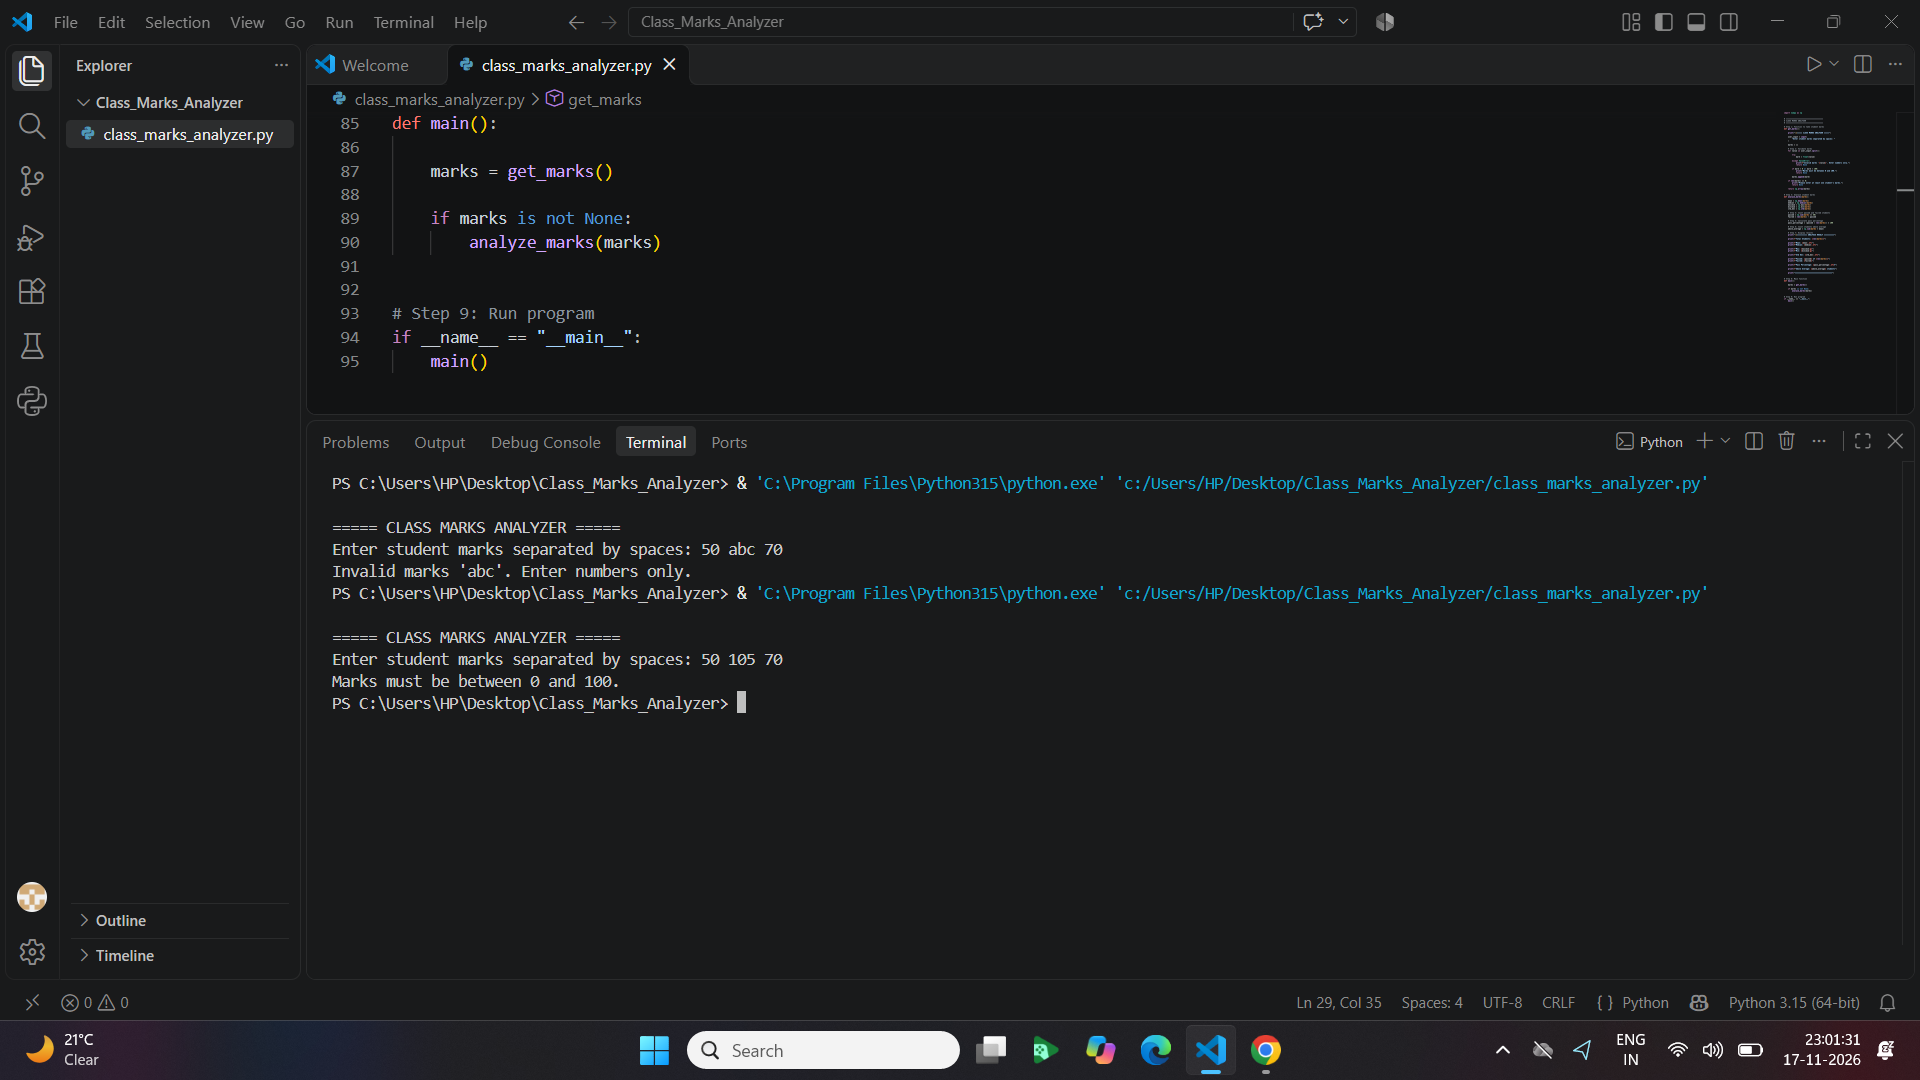 File Edit Selection View Go Run Terminal Help
Class_Marks_Analyzer
Explorer
Class_Marks_Analyzer
class_marks_analyzer.py
Outline
Timeline
Welcome
class_marks_analyzer.py
class_marks_analyzer.py > get_marks
85 def main():
86
87 marks = get_marks()
88
89 if marks is not None:
90 analyze_marks(marks)
91
92
93 # Step 9: Run program
94 if __name__ == "__main__":
95 main()
Problems Output Debug Console Terminal Ports
Python
PS C:\Users\HP\Desktop\Class_Marks_Analyzer> & 'C:\Program Files\Python315\python.exe' 'c:/Users/HP/Desktop/Class_Marks_Analyzer/class_marks_analyzer.py'
===== CLASS MARKS ANALYZER =====
Enter student marks separated by spaces: 50 abc 70
Invalid marks 'abc'. Enter numbers only.
PS C:\Users\HP\Desktop\Class_Marks_Analyzer> & 'C:\Program Files\Python315\python.exe' 'c:/Users/HP/Desktop/Class_Marks_Analyzer/class_marks_analyzer.py'
===== CLASS MARKS ANALYZER =====
Enter student marks separated by spaces: 50 105 70
Marks must be between 0 and 100.
PS C:\Users\HP\Desktop\Class_Marks_Analyzer>
0 0
Ln 29, Col 35 Spaces: 4 UTF-8 CRLF {} Python Python 3.15 (64-bit)
21°C
Clear
Search
ENG
IN
23:01:31
17-11-2026